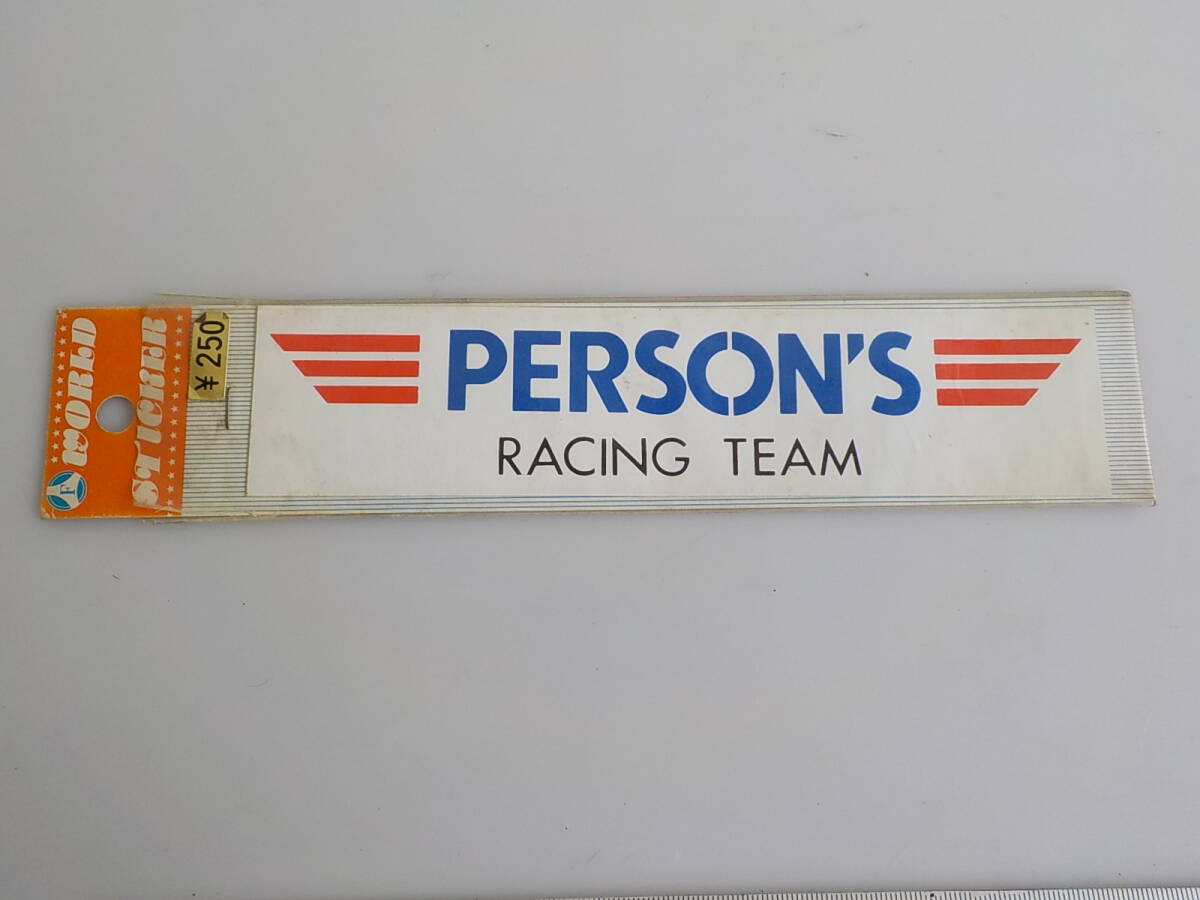 WORLD
STICKER
F
¥250
PERSON'S
RACING TEAM